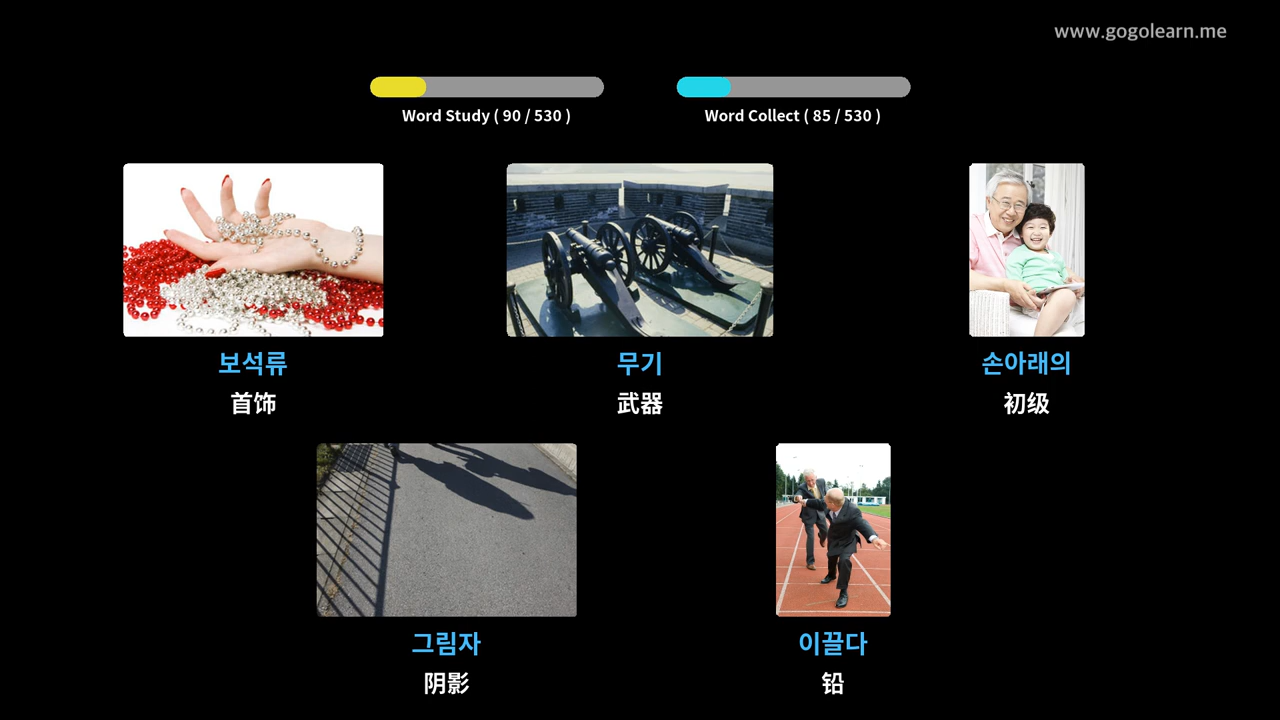 www.gogolearn.me
Word Study ( 90 / 530 )
Word Collect ( 85 / 530 )
보석류
首饰
무기
武器
손아래의
初级
그림자
阴影
이끌다
铅